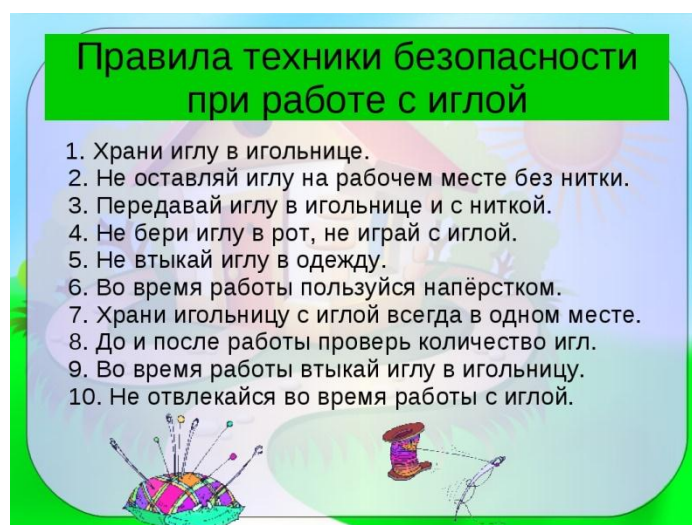 Правила техники безопасности
при работе с иглой
1. Храни иглу в игольнице.
2. Не оставляй иглу на рабочем месте без нитки.
3. Передавай иглу в игольнице и с ниткой.
4. Не бери иглу в рот, не играй с иглой.
5. Не втыкай иглу в одежду.
6. Во время работы пользуйся напёрстком.
7. Храни игольницу с иглой всегда в одном месте.
8. До и после работы проверь количество игл.
9. Во время работы втыкай иглу в игольницу.
10. Не отвлекайся во время работы с иглой.